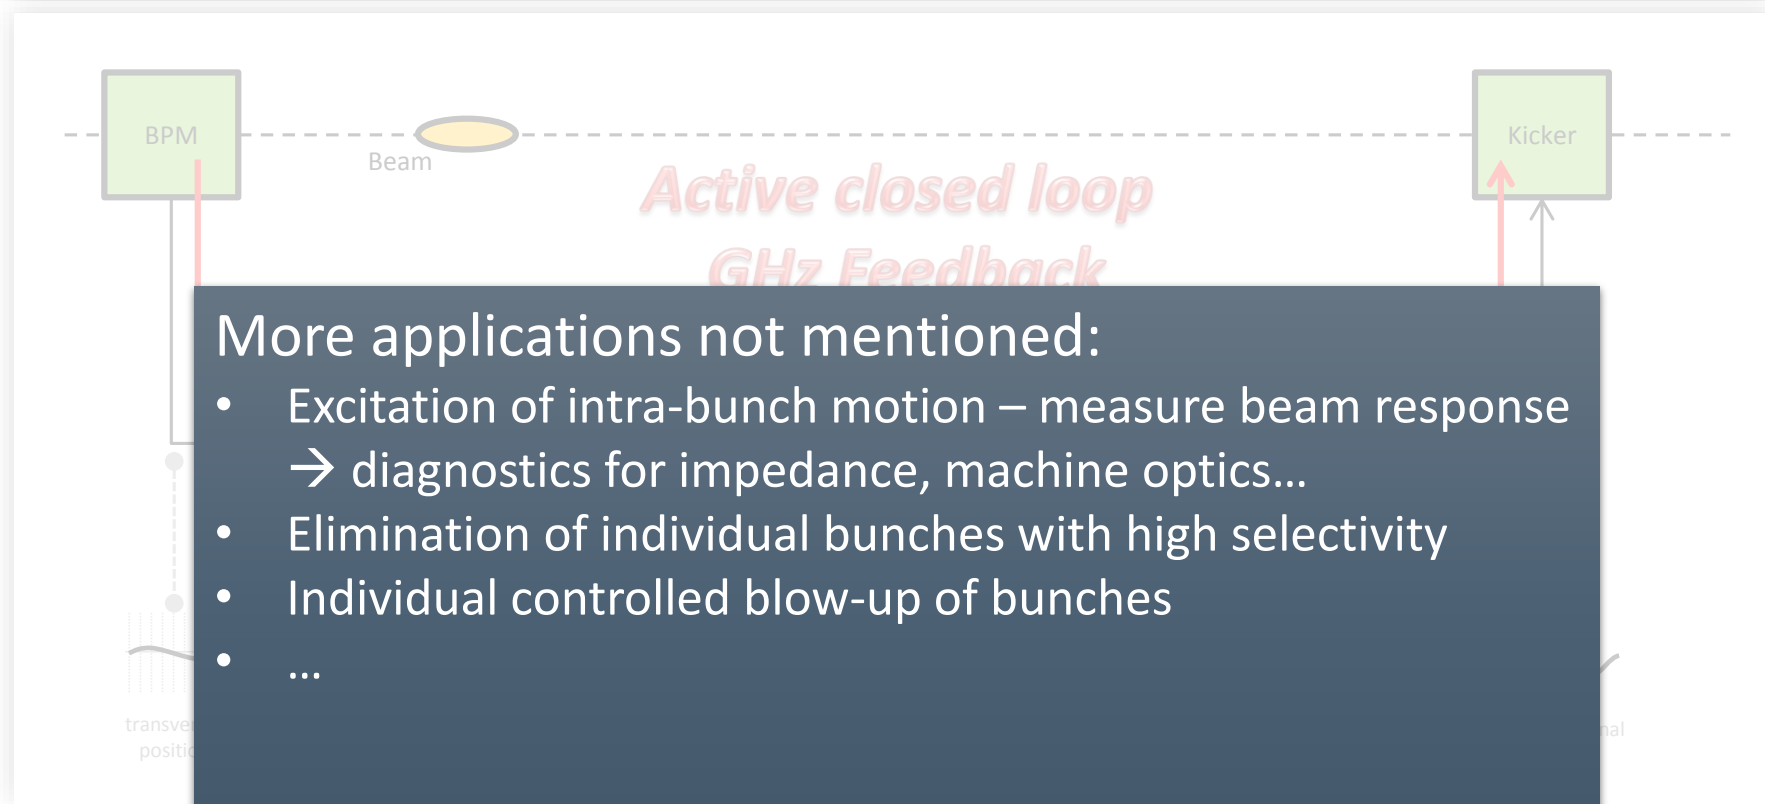 BPM
Kicker
Beam
Active closed loop
GHz Feedback
More applications not mentioned:
• Excitation of intra-bunch motion – measure beam response
→ diagnostics for impedance, machine optics…
• Elimination of individual bunches with high selectivity
• Individual controlled blow-up of bunches
• …